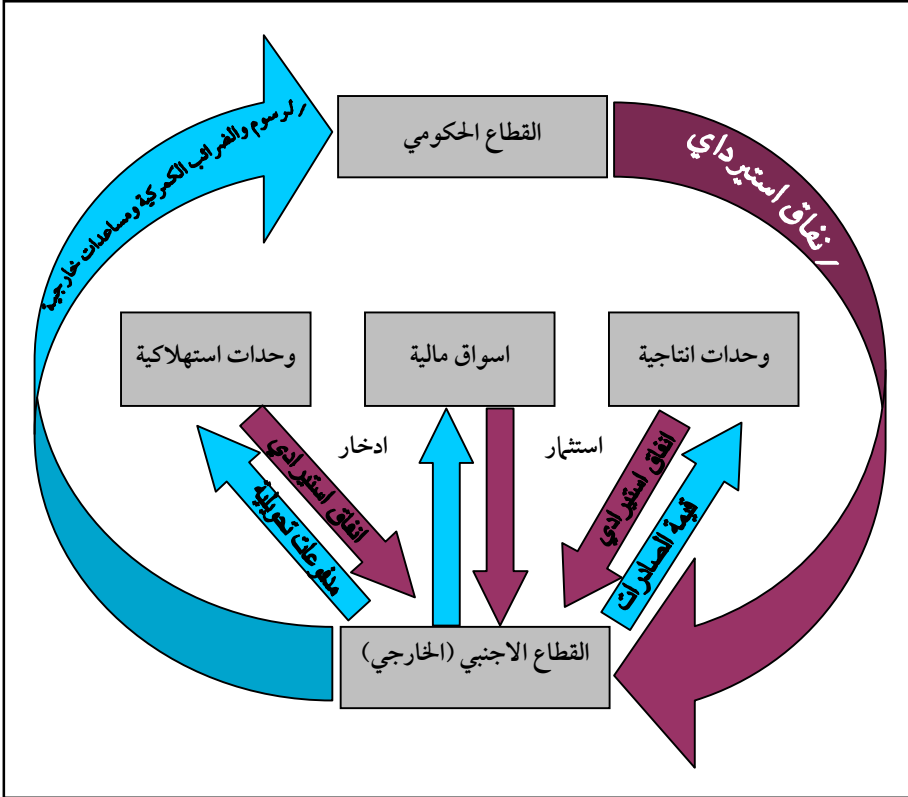 القطاع الحكومي
الرسوم والضرائب الكمركية ومساعدات خارجية
انفاق استيرداي
وحدات انتاجية
اسواق مالية
وحدات استهلاكية
استثمار
ادخار
انفاق استيرادي
قيمة الصادرات
انفاق استيرادي
مدفوعات تحويلية
القطاع الاجنبي (الخارجي)